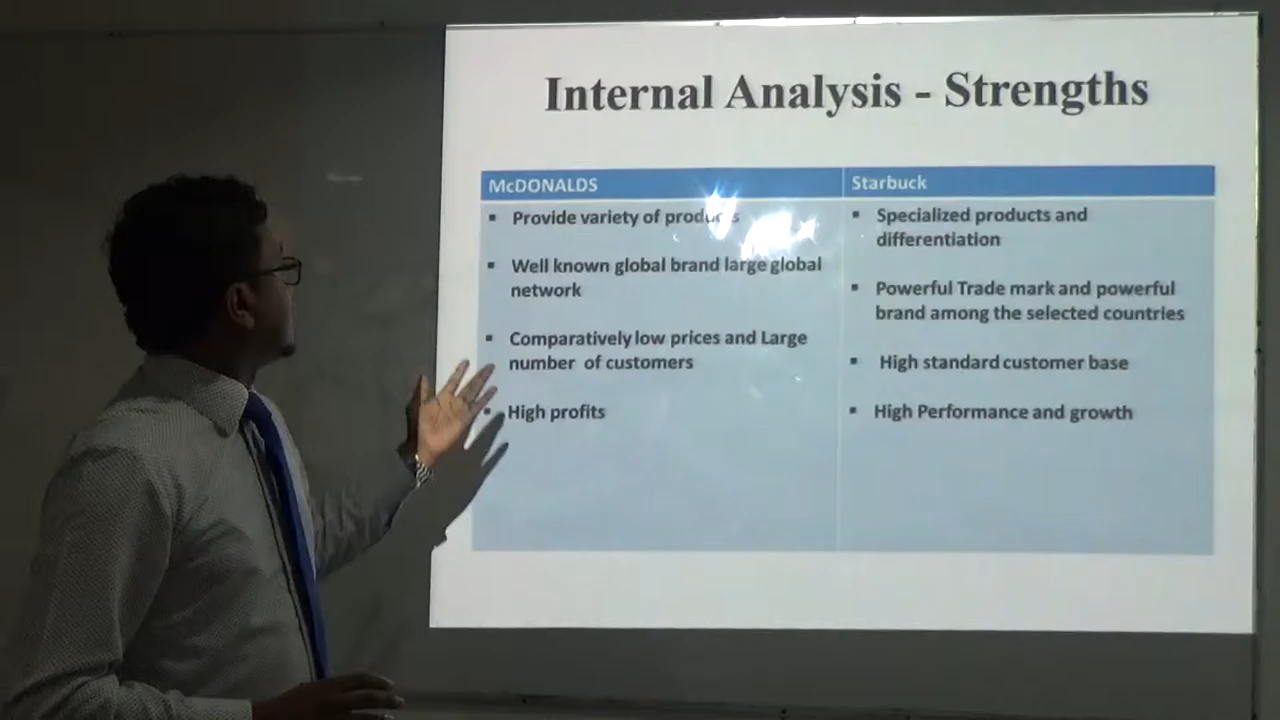 Internal Analysis - Strengths
McDONALDS
Provide variety of products
Well known global brand large global
network
Comparatively low prices and Large
number of customers
High profits
Starbuck
Specialized products and
differentiation
Powerful Trade mark and powerful
brand among the selected countries
High standard customer base
High Performance and growth